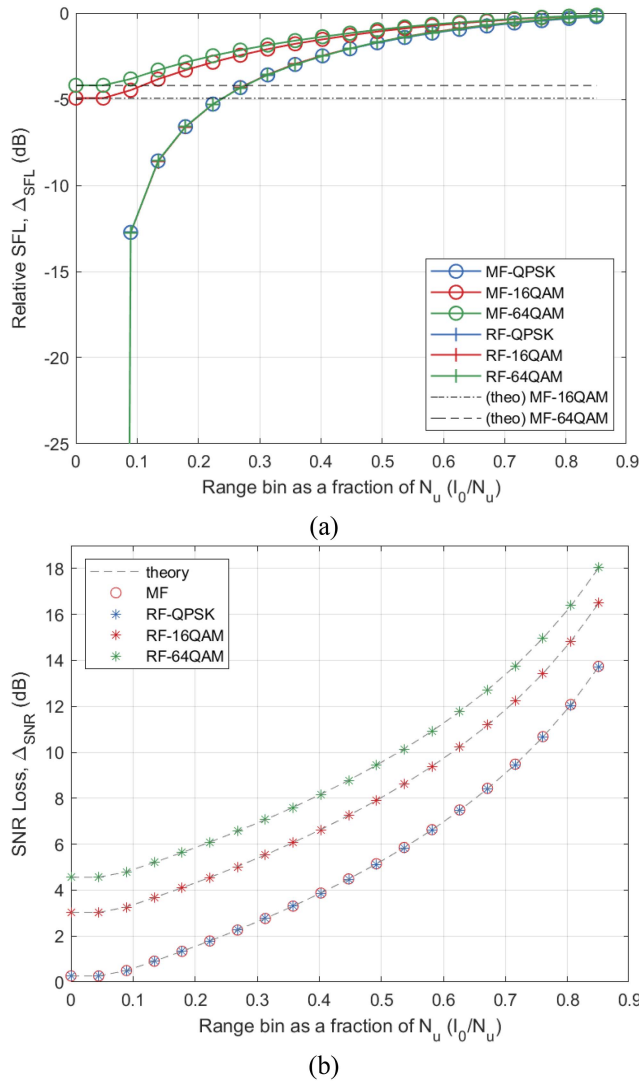 0
-5
-10
-15
-20
-25
Relative SFL, Δ_SFL (dB)
MF-QPSK
MF-16QAM
MF-64QAM
RF-QPSK
RF-16QAM
RF-64QAM
(theo) MF-16QAM
(theo) MF-64QAM
0 0.1 0.2 0.3 0.4 0.5 0.6 0.7 0.8 0.9
Range bin as a fraction of N_u (I_0/N_u)
(a)
18
16
14
12
10
8
6
4
2
0
SNR Loss, Δ_SNR (dB)
theory
MF
RF-QPSK
RF-16QAM
RF-64QAM
0 0.1 0.2 0.3 0.4 0.5 0.6 0.7 0.8 0.9
Range bin as a fraction of N_u (I_0/N_u)
(b)